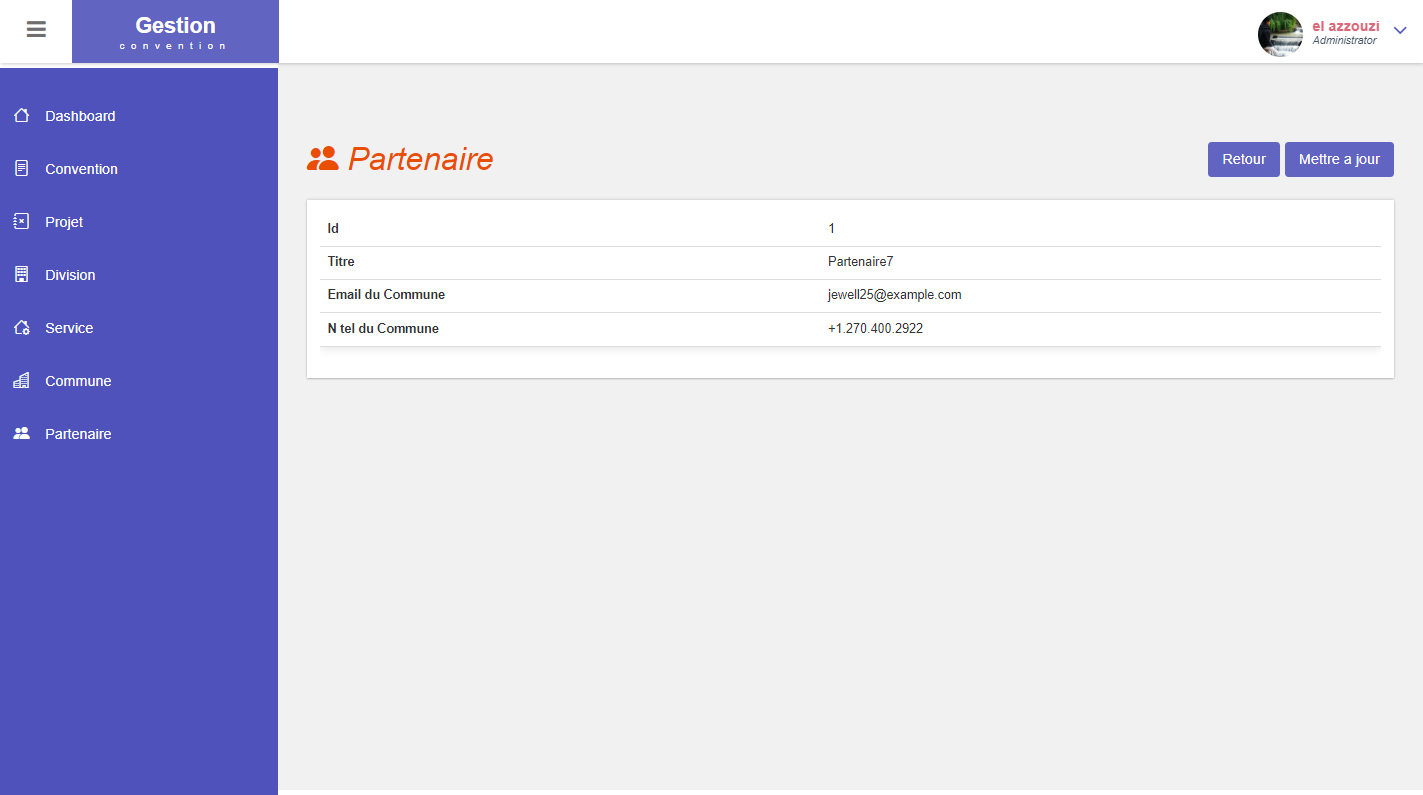 Gestion
convention
el azzouzi
Administrator
Dashboard
Convention
Projet
Division
Service
Commune
Partenaire
Partenaire
Retour
Mettre a jour
Id 1
Titre Partenaire7
Email du Commune jewell25@example.com
N tel du Commune +1.270.400.2922